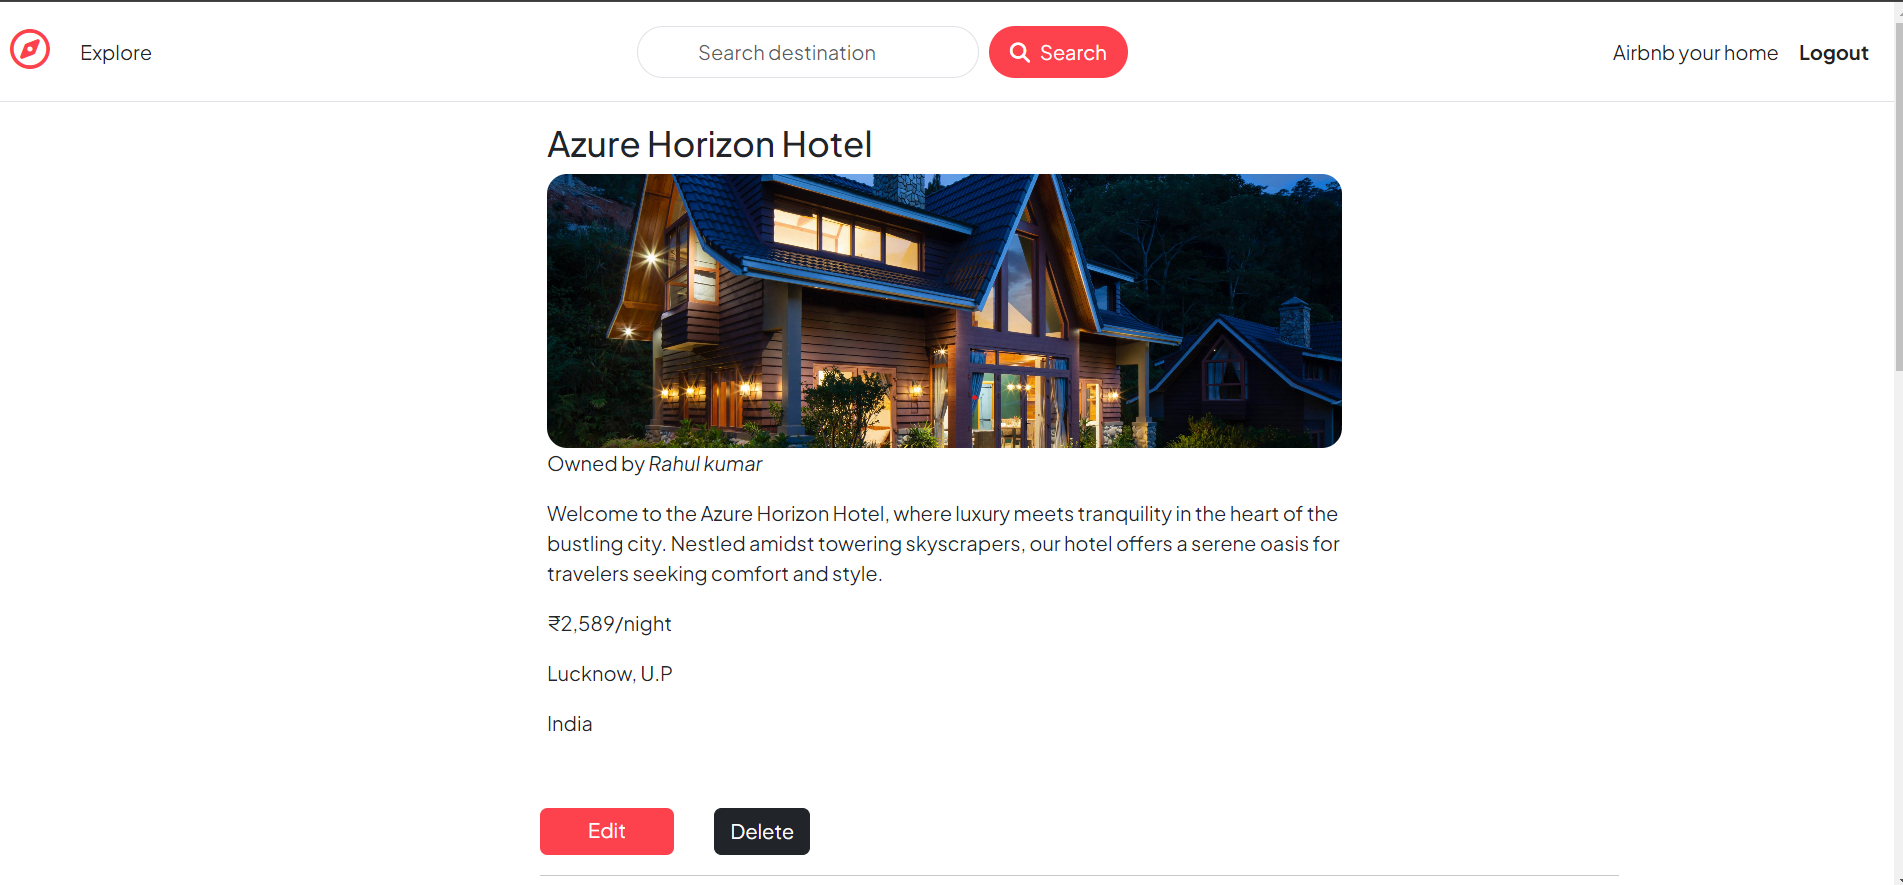 Explore
Search destination
Search
Airbnb your home
Logout
Azure Horizon Hotel
Owned by Rahul kumar
Welcome to the Azure Horizon Hotel, where luxury meets tranquility in the heart of the
bustling city. Nestled amidst towering skyscrapers, our hotel offers a serene oasis for
travelers seeking comfort and style.
₹2,589/night
Lucknow, U.P
India
Edit
Delete